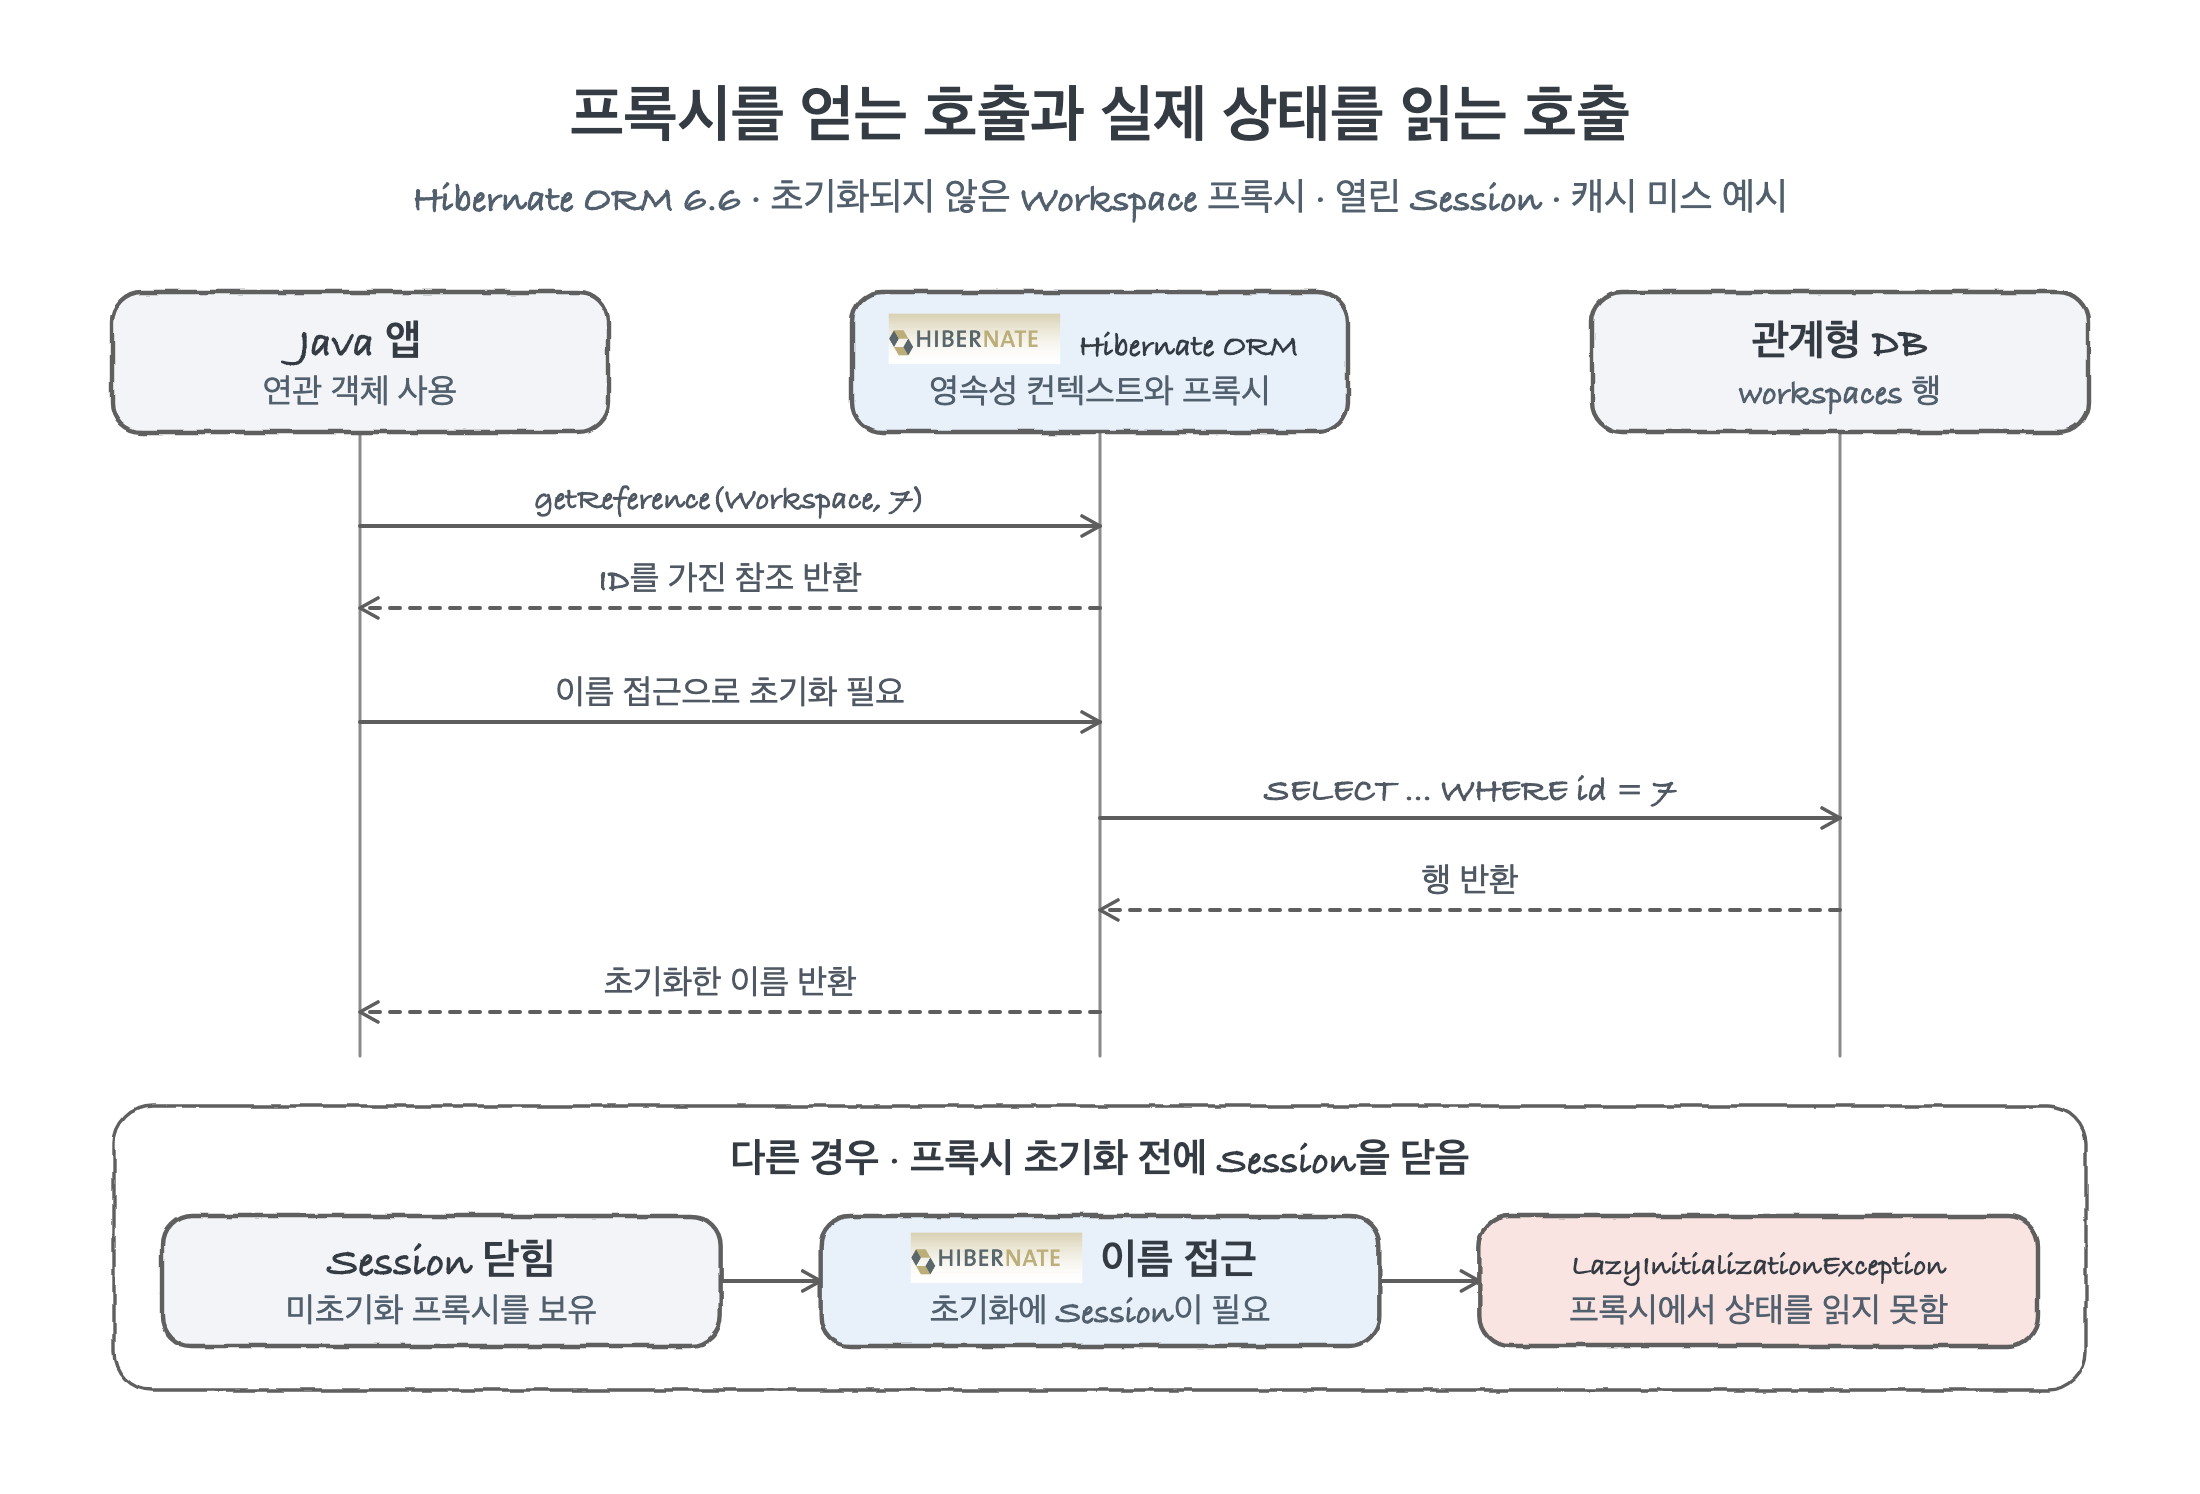 프록시를 얻는 호출과 실제 상태를 읽는 호출
Hibernate ORM 6.6 · 초기화되지 않은 Workspace 프록시 · 열린 Session · 캐시 미스 예시
Java 앱
연관 객체 사용
HIBERNATE Hibernate ORM
영속성 컨텍스트와 프록시
관계형 DB
workspaces 행
getReference(Workspace, 7)
ID를 가진 참조 반환
이름 접근으로 초기화 필요
SELECT ... WHERE id = 7
행 반환
초기화한 이름 반환
다른 경우 · 프록시 초기화 전에 Session을 닫음
Session 닫힘
미초기화 프록시를 보유
HIBERNATE 이름 접근
초기화에 Session이 필요
LazyInitializationException
프록시에서 상태를 읽지 못함